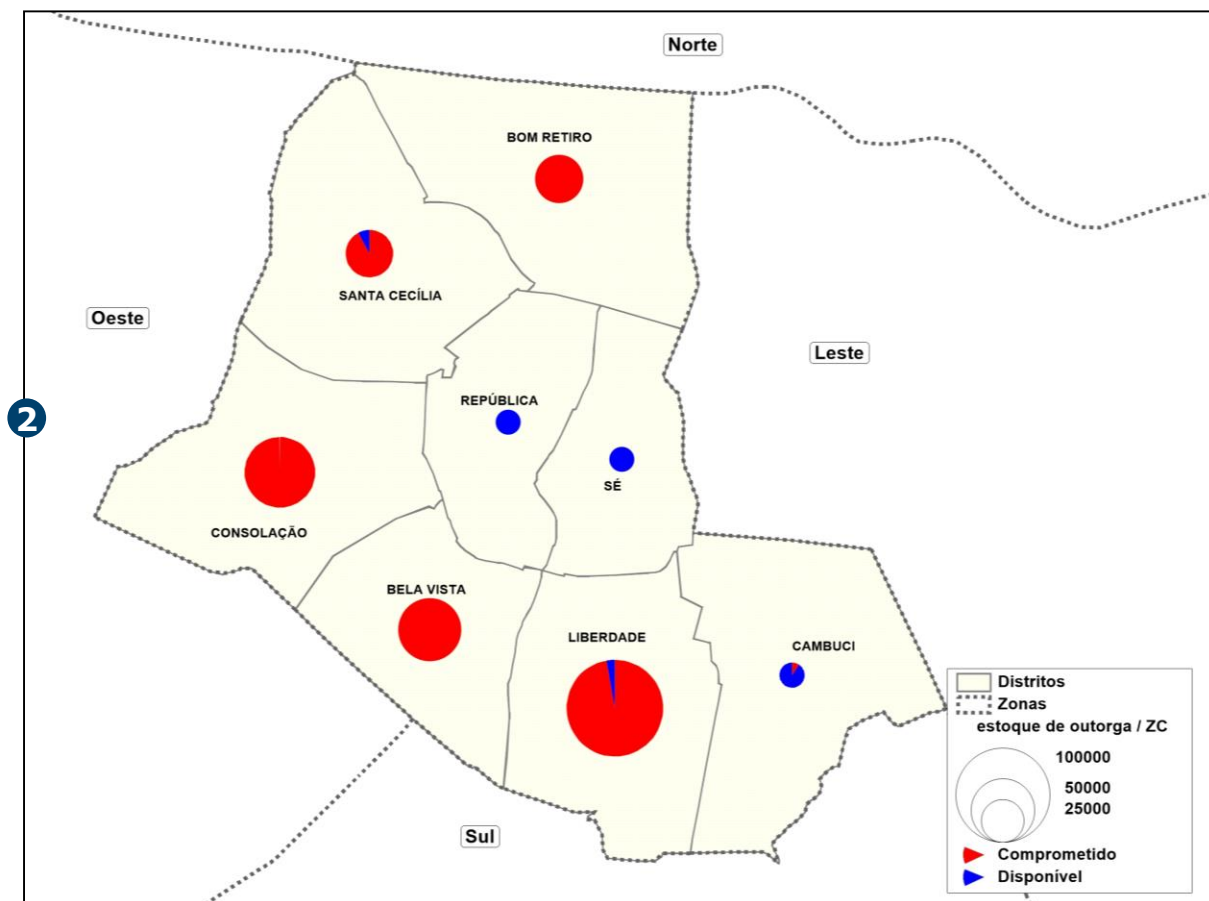 Norte
BOM RETIRO
SANTA CECÍLIA
Oeste
Leste
REPÚBLICA
2
SÉ
CONSOLAÇÃO
BELA VISTA
LIBERDADE
CAMBUCI
Distritos
Zonas
estoque de outorga / ZC
100000
50000
25000
Sul
Comprometido
Disponível